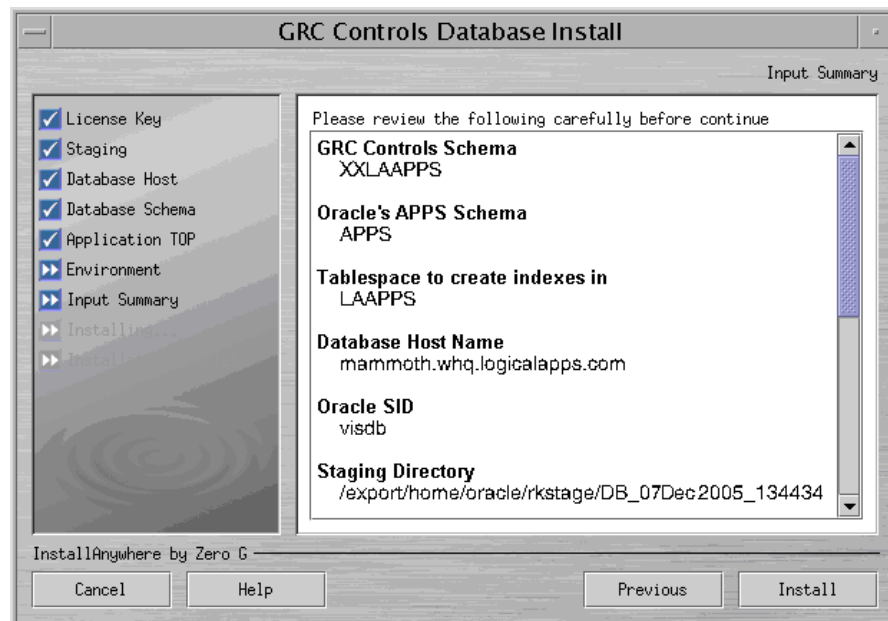 GRC Controls Database Install
Input Summary
License Key
Staging
Database Host
Database Schema
Application TOP
Environment
Input Summary
Installing...
Please review the following carefully before continue
GRC Controls Schema
XXLAAPPS
Oracle's APPS Schema
APPS
Tablespace to create indexes in
LAAPPS
Database Host Name
mammoth.whq.logicalapps.com
Oracle SID
visdb
Staging Directory
/export/home/oracle/rkstage/DB_07Dec2005_134434
InstallAnywhere by Zero G
Cancel
Help
Previous
Install